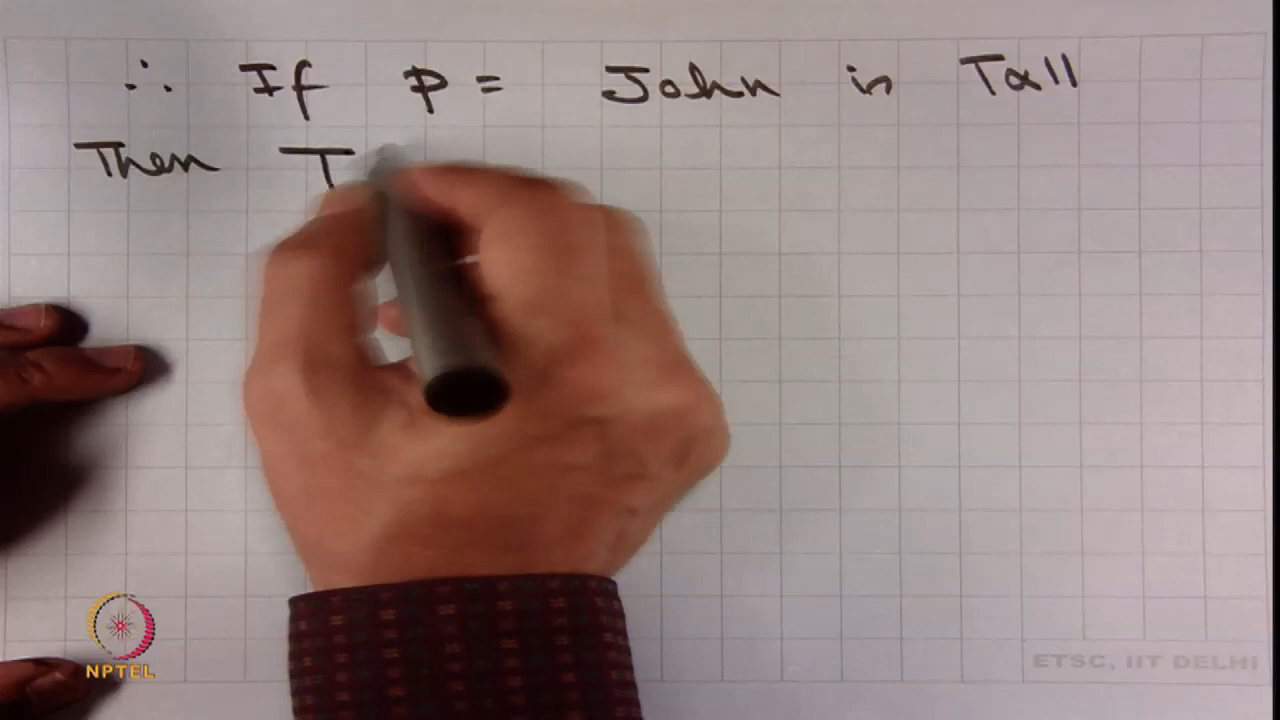 ∴ If p = John is Tall
Then T
NPTEL
ETSC, IIT DELHI